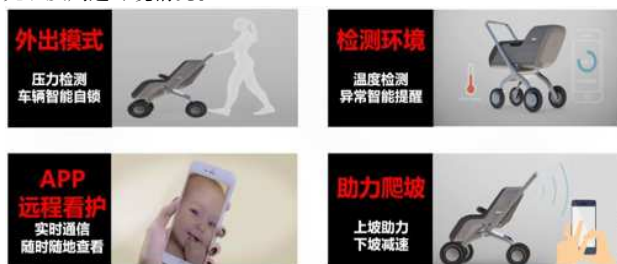 外出模式
压力检测
车辆智能自锁
检测环境
温度检测
异常智能提醒
APP
远程看护
实时通信
随时随地查看
助力爬坡
上坡助力
下坡减速